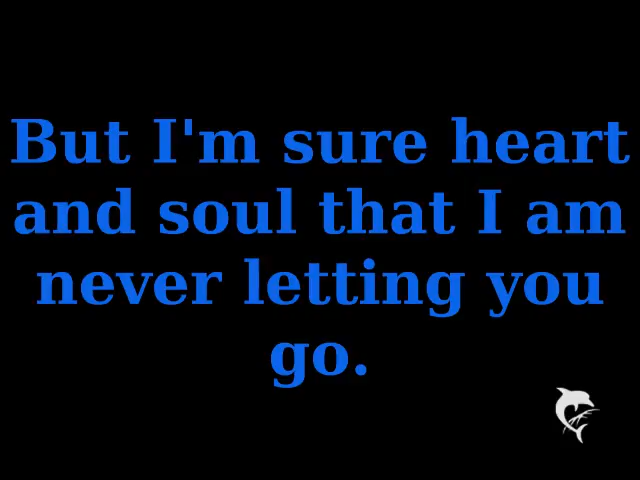 But I'm sure heart
and soul that I am
never letting you
go.